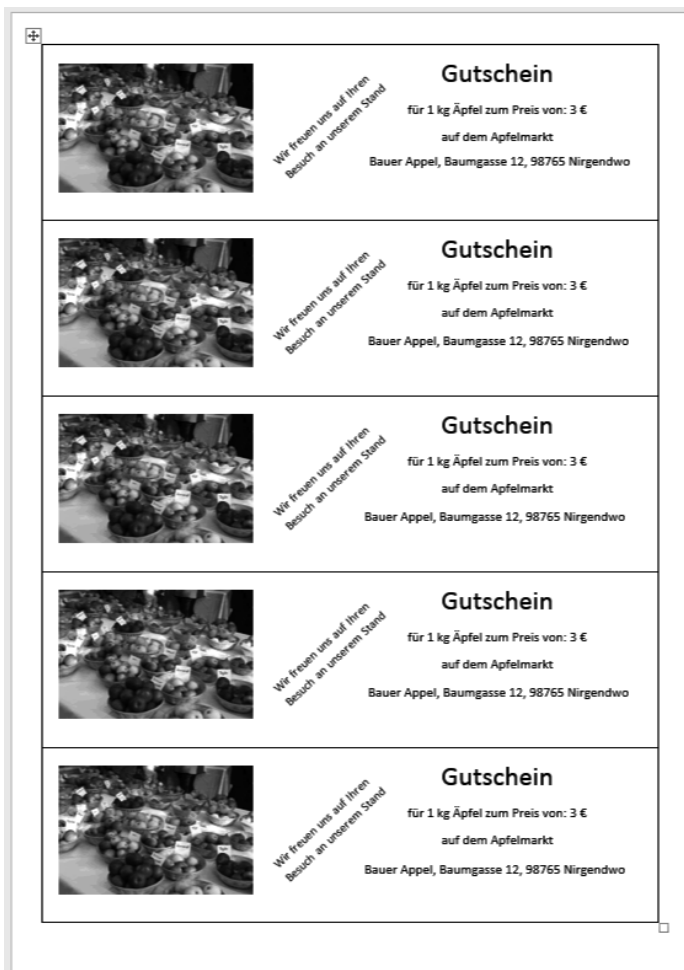 Gutschein
für 1 kg Äpfel zum Preis von: 3 €
auf dem Apfelmarkt
Bauer Appel, Baumgasse 12, 98765 Nirgendwo
Wir freuen uns auf Ihren
Besuch an unserem Stand
Gutschein
für 1 kg Äpfel zum Preis von: 3 €
auf dem Apfelmarkt
Bauer Appel, Baumgasse 12, 98765 Nirgendwo
Wir freuen uns auf Ihren
Besuch an unserem Stand
Gutschein
für 1 kg Äpfel zum Preis von: 3 €
auf dem Apfelmarkt
Bauer Appel, Baumgasse 12, 98765 Nirgendwo
Wir freuen uns auf Ihren
Besuch an unserem Stand
Gutschein
für 1 kg Äpfel zum Preis von: 3 €
auf dem Apfelmarkt
Bauer Appel, Baumgasse 12, 98765 Nirgendwo
Wir freuen uns auf Ihren
Besuch an unserem Stand
Gutschein
für 1 kg Äpfel zum Preis von: 3 €
auf dem Apfelmarkt
Bauer Appel, Baumgasse 12, 98765 Nirgendwo
Wir freuen uns auf Ihren
Besuch an unserem Stand